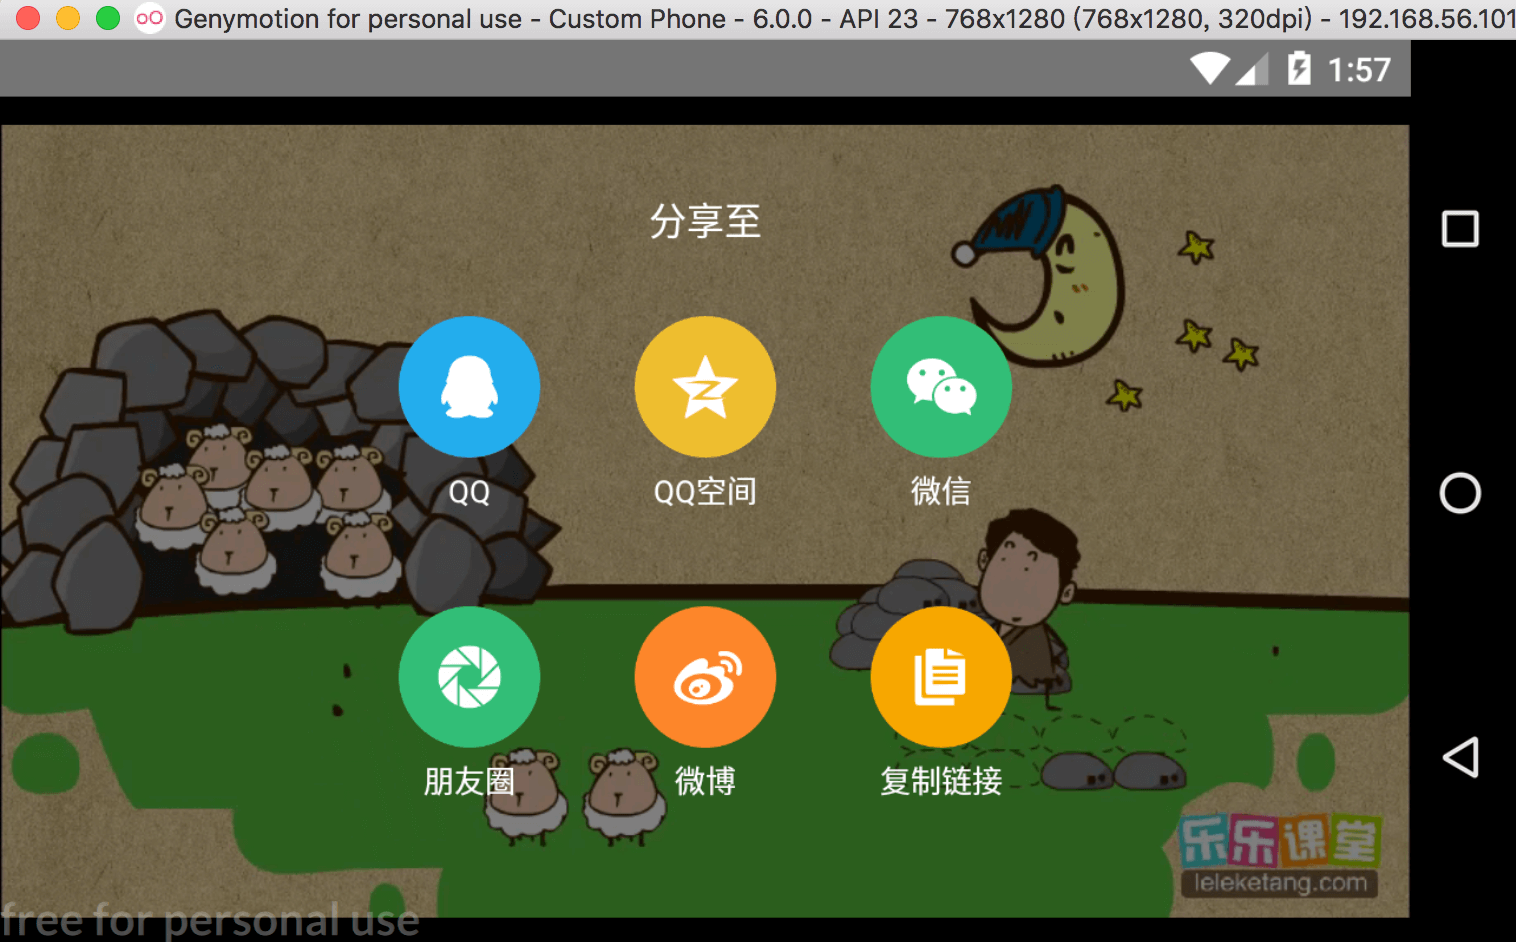 Genymotion for personal use - Custom Phone - 6.0.0 - API 23 - 768x1280 (768x1280, 320dpi) - 192.168.56.101
1:57
分享至
QQ
QQ空间
微信
朋友圈
微博
复制链接
乐乐课堂
leleketang.com
free for personal use